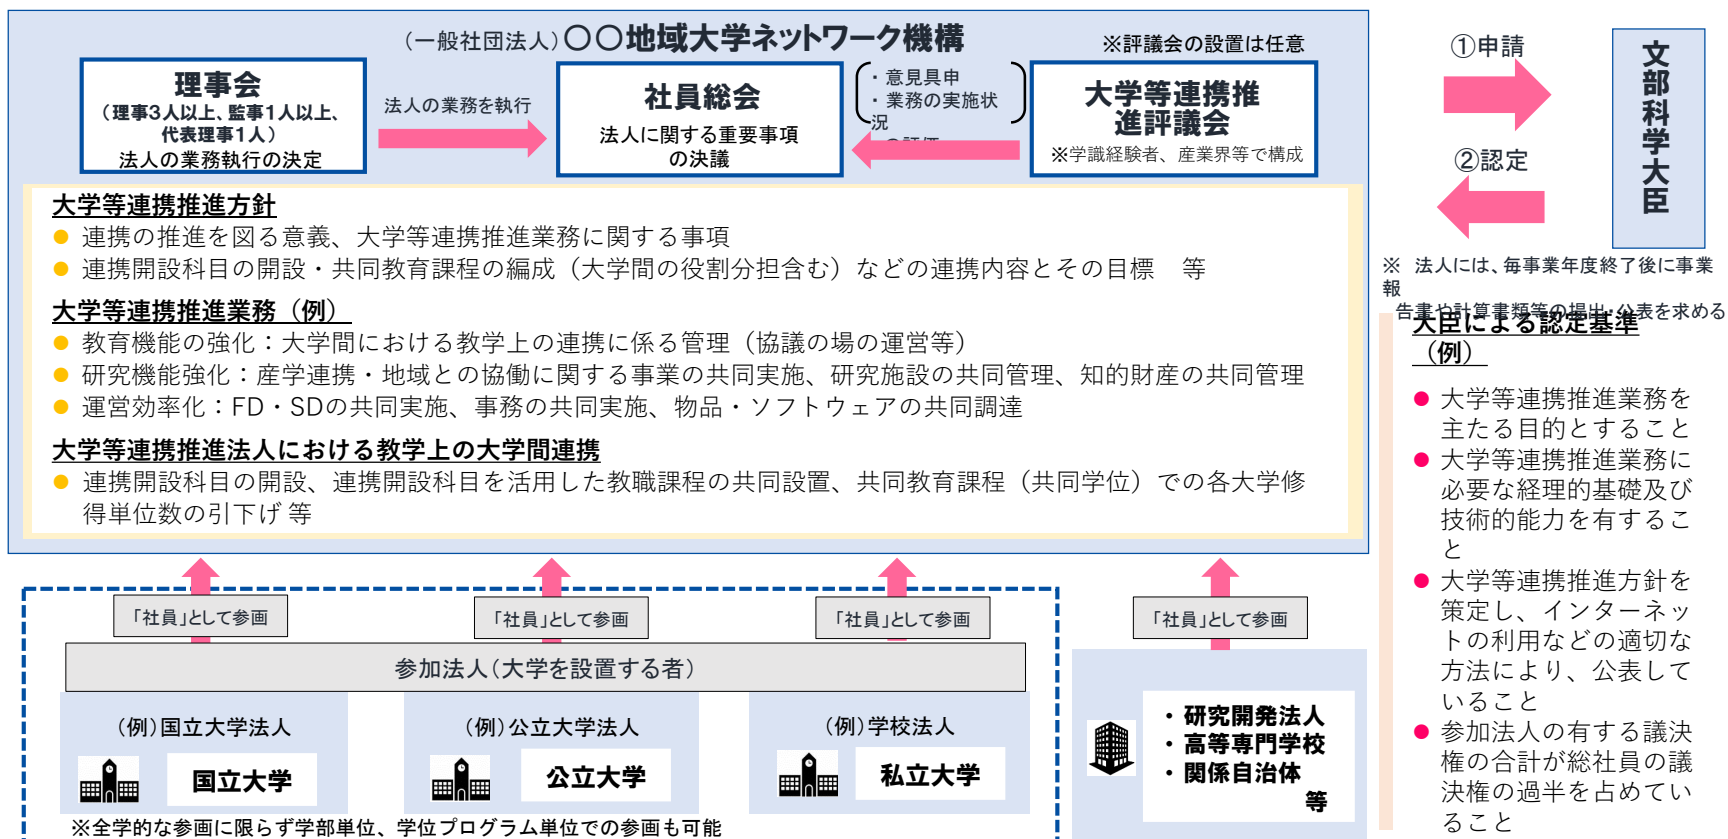 （一般社団法人）〇〇地域大学ネットワーク機構
※評議会の設置は任意
理事会
（理事3人以上、監事1人以上、
代表理事1人）
法人の業務執行の決定
法人の業務を執行
社員総会
法人に関する重要事項
の決議
・意見具申
・業務の実施状
況
大学等連携推
進評議会
※学識経験者、産業界等で構成
大学等連携推進方針
● 連携の推進を図る意義、大学等連携推進業務に関する事項
● 連携開設科目の開設・共同教育課程の編成（大学間の役割分担含む）などの連携内容とその目標　等
大学等連携推進業務（例）
● 教育機能の強化：大学間における教学上の連携に係る管理（協議の場の運営等）
● 研究機能強化：産学連携・地域との協働に関する事業の共同実施、研究施設の共同管理、知的財産の共同管理
● 運営効率化：FD・SDの共同実施、事務の共同実施、物品・ソフトウェアの共同調達
大学等連携推進法人における教学上の大学間連携
● 連携開設科目の開設、連携開設科目を活用した教職課程の共同設置、共同教育課程（共同学位）での各大学修
得単位数の引下げ 等
「社員」として参画
「社員」として参画
「社員」として参画
「社員」として参画
参加法人（大学を設置する者）
（例）国立大学法人
国立大学
（例）公立大学法人
公立大学
（例）学校法人
私立大学
※全学的な参画に限らず学部単位、学位プログラム単位での参画も可能
・研究開発法人
・高等専門学校
・関係自治体
等
①申請
②認定
文部科学大臣
※　法人には、毎事業年度終了後に事業
報
告書や計算書類等の提出・公表を求める
大臣による認定基準
（例）
● 大学等連携推進業務を
主たる目的とすること
● 大学等連携推進業務に
必要な経理的基礎及び
技術的能力を有するこ
と
● 大学等連携推進方針を
策定し、インターネッ
トの利用などの適切な
方法により、公表して
いること
● 参加法人の有する議決
権の合計が総社員の議
決権の過半を占めてい
ること